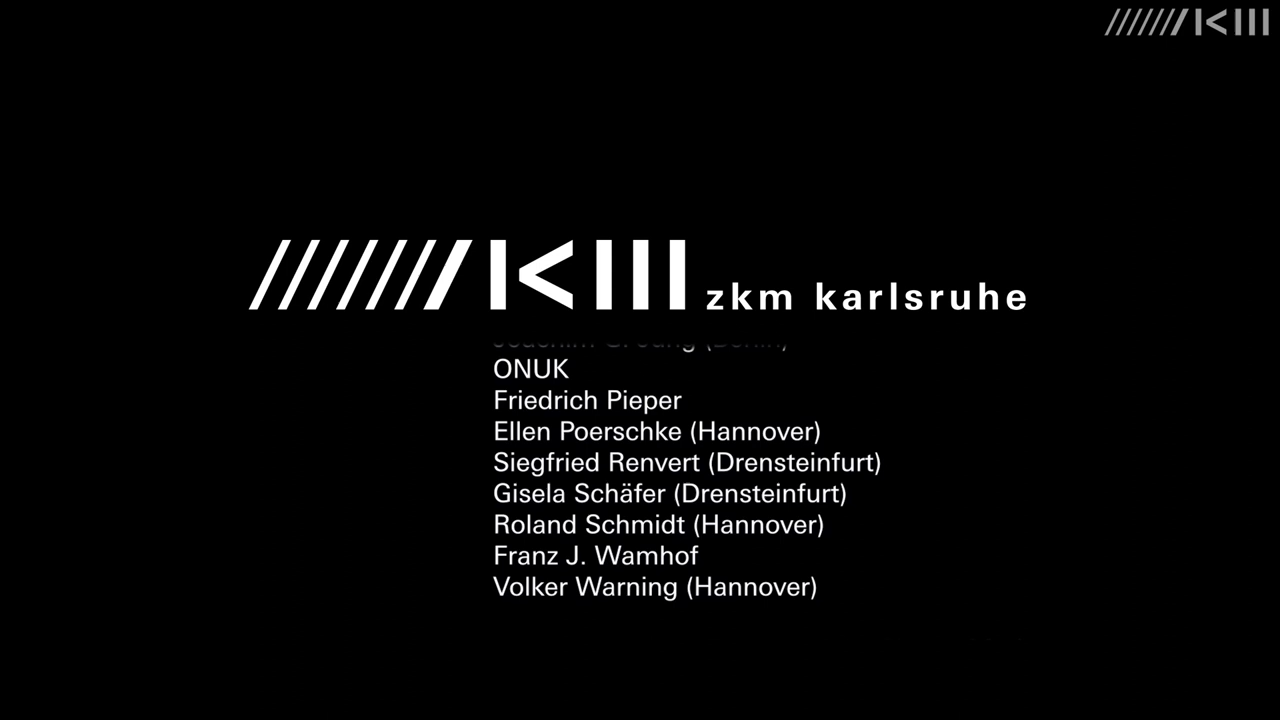 zkm karlsruhe
ONUK
Friedrich Pieper
Ellen Poerschke (Hannover)
Siegfried Renvert (Drensteinfurt)
Gisela Schäfer (Drensteinfurt)
Roland Schmidt (Hannover)
Franz J. Wamhof
Volker Warning (Hannover)